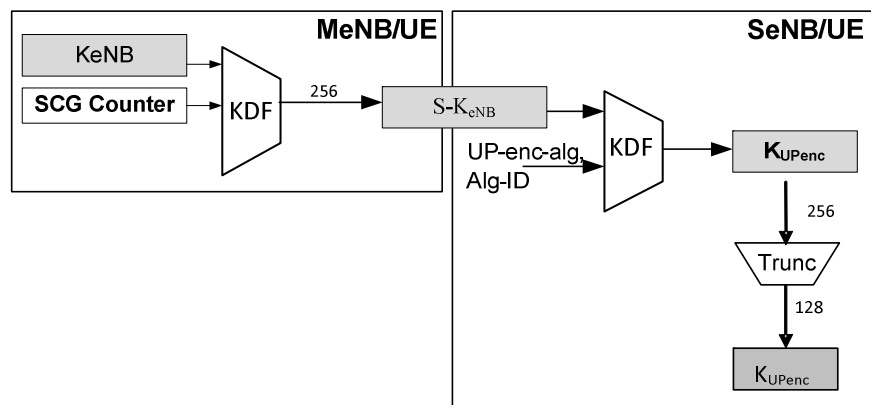 MeNB/UE
SeNB/UE
KeNB
SCG Counter
KDF
256
S-KeNB
UP-enc-alg,
Alg-ID
KDF
KUPenc
256
Trunc
128
KUPenc